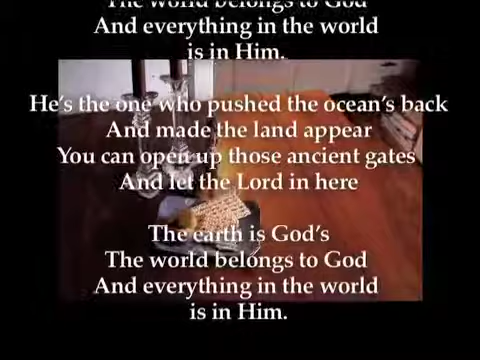 The world belongs to God
And everything in the world
is in Him.
He's the one who pushed the ocean's back
And made the land appear
You can open up those ancient gates
And let the Lord in here
The earth is God's
The world belongs to God
And everything in the world
is in Him.